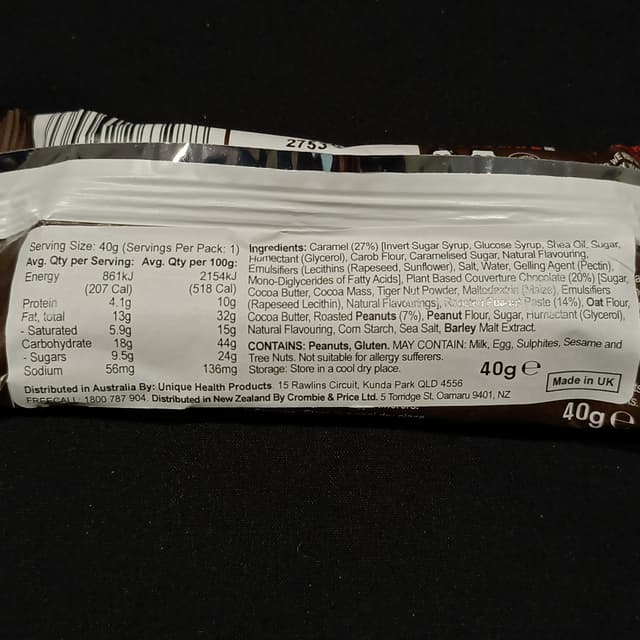 2753
Serving Size: 40g (Servings Per Pack: 1)
Avg. Qty per Serving: Avg. Qty per 100g:
Energy 861kJ 2154kJ
(207 Cal) (518 Cal)
Protein 4.1g 10g
Fat, total 13g 32g
- Saturated 5.9g 15g
Carbohydrate 18g 44g
- Sugars 9.5g 24g
Sodium 56mg 136mg
Ingredients: Caramel (27%) [Invert Sugar Syrup, Glucose Syrup, Shea Oil, Sugar,
Humectant (Glycerol), Carob Flour, Caramelised Sugar, Natural Flavouring,
Emulsifiers (Lecithins (Rapeseed, Sunflower), Salt, Water, Gelling Agent (Pectin),
Mono-Diglycerides of Fatty Acids], Plant Based Couverture Chocolate (20%) [Sugar,
Cocoa Butter, Cocoa Mass, Tiger Nut Powder, Maltodextrin (Maize), Emulsifiers
(Rapeseed Lecithin), Natural Flavourings), Paste (14%), Oat Flour,
Cocoa Butter, Roasted Peanuts (7%), Peanut Flour, Sugar, Humectant (Glycerol),
Natural Flavouring, Corn Starch, Sea Salt, Barley Malt Extract.
CONTAINS: Peanuts, Gluten. MAY CONTAIN: Milk, Egg, Sulphites, Sesame and
Tree Nuts. Not suitable for allergy sufferers.
Storage: Store in a cool dry place.
40g e
Made in UK
Distributed in Australia By: Unique Health Products 15 Rawlins Circuit, Kunda Park QLD 4556
FREECALL: 1800 787 904. Distributed in New Zealand By Crombie & Price Ltd. 5 Torridge St, Oamaru 9401, NZ
40g e